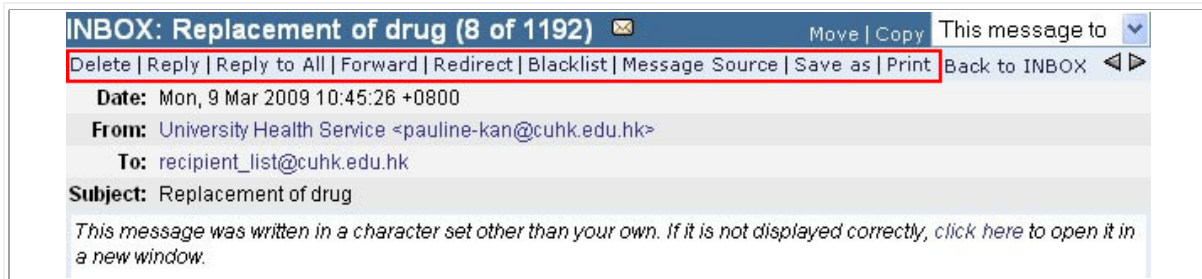 INBOX: Replacement of drug (8 of 1192) Move | Copy This message to
Delete | Reply | Reply to All | Forward | Redirect | Blacklist | Message Source | Save as | Print Back to INBOX
Date: Mon, 9 Mar 2009 10:45:26 +0800
From: University Health Service <pauline-kan@cuhk.edu.hk>
To: recipient_list@cuhk.edu.hk
Subject: Replacement of drug
This message was written in a character set other than your own. If it is not displayed correctly, click here to open it in
a new window.